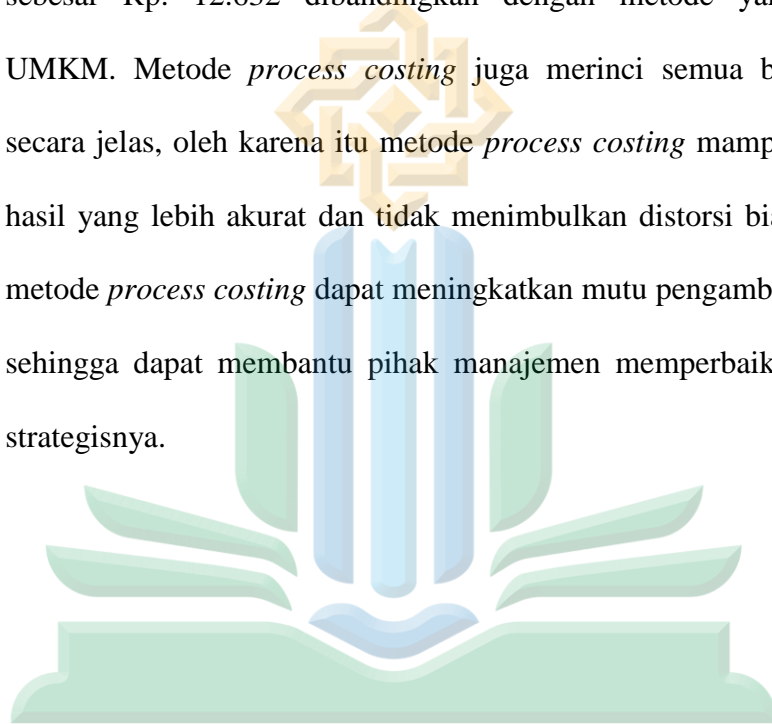 sebesar Rp. dibandingkan dengan metode yan
UMKM. Metode process costing juga merinci semua b
secara jelas, oleh karena itu metode process costing mamp
hasil yang lebih akurat dan tidak menimbulkan distorsi bia
metode process costing dapat meningkatkan mutu pengamb
sehingga dapat membantu pihak manajemen memperbaik
strategisnya.